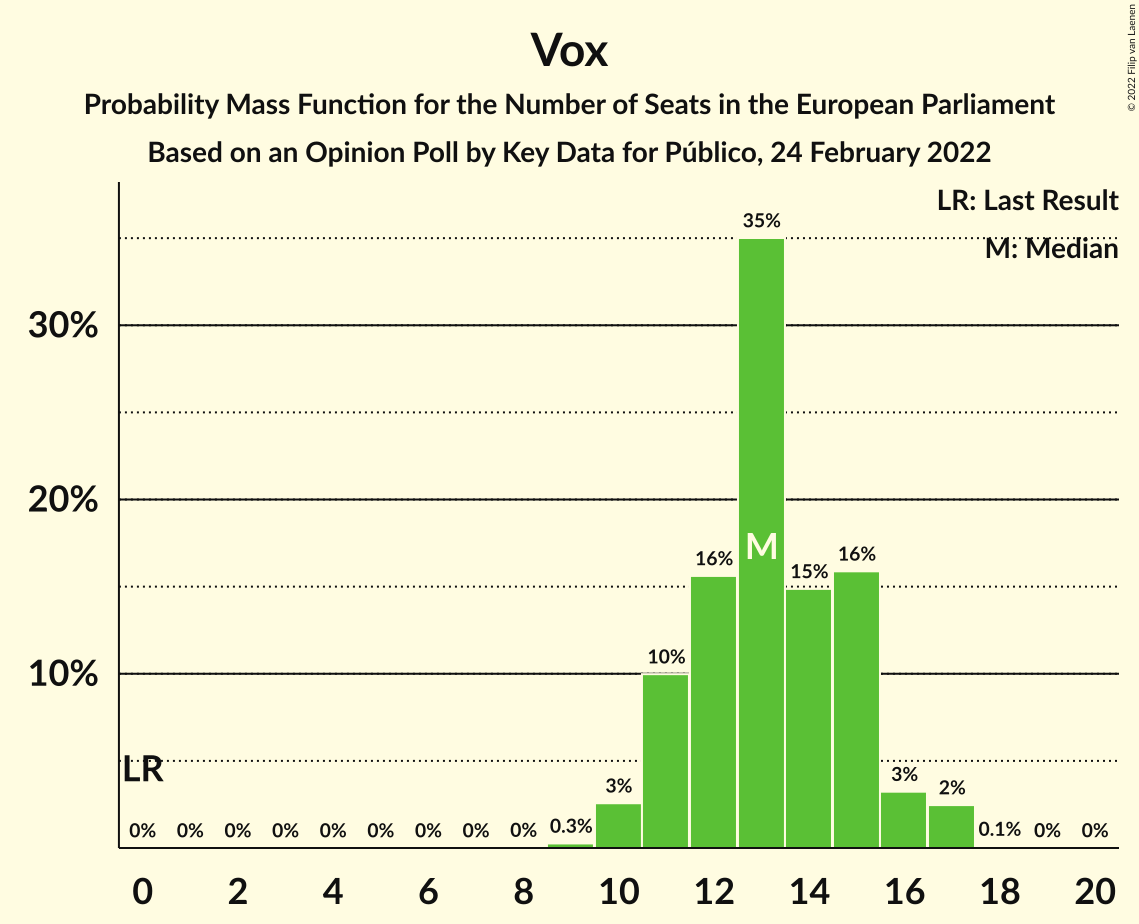 Vox
Probability Mass Function for the Number of Seats in the European Parliament
Based on an Opinion Poll by Key Data for Público, 24 February 2022
© 2022 Filip van Laenen
LR: Last Result
M: Median
35%
30%
20%
16%
M
15%
16%
10%
10%
LR
3%
3%
2%
0% 0% 0% 0% 0% 0% 0% 0% 0% 0.3% 0.1% 0% 0%
0 2 4 6 8 10 12 14 16 18 20